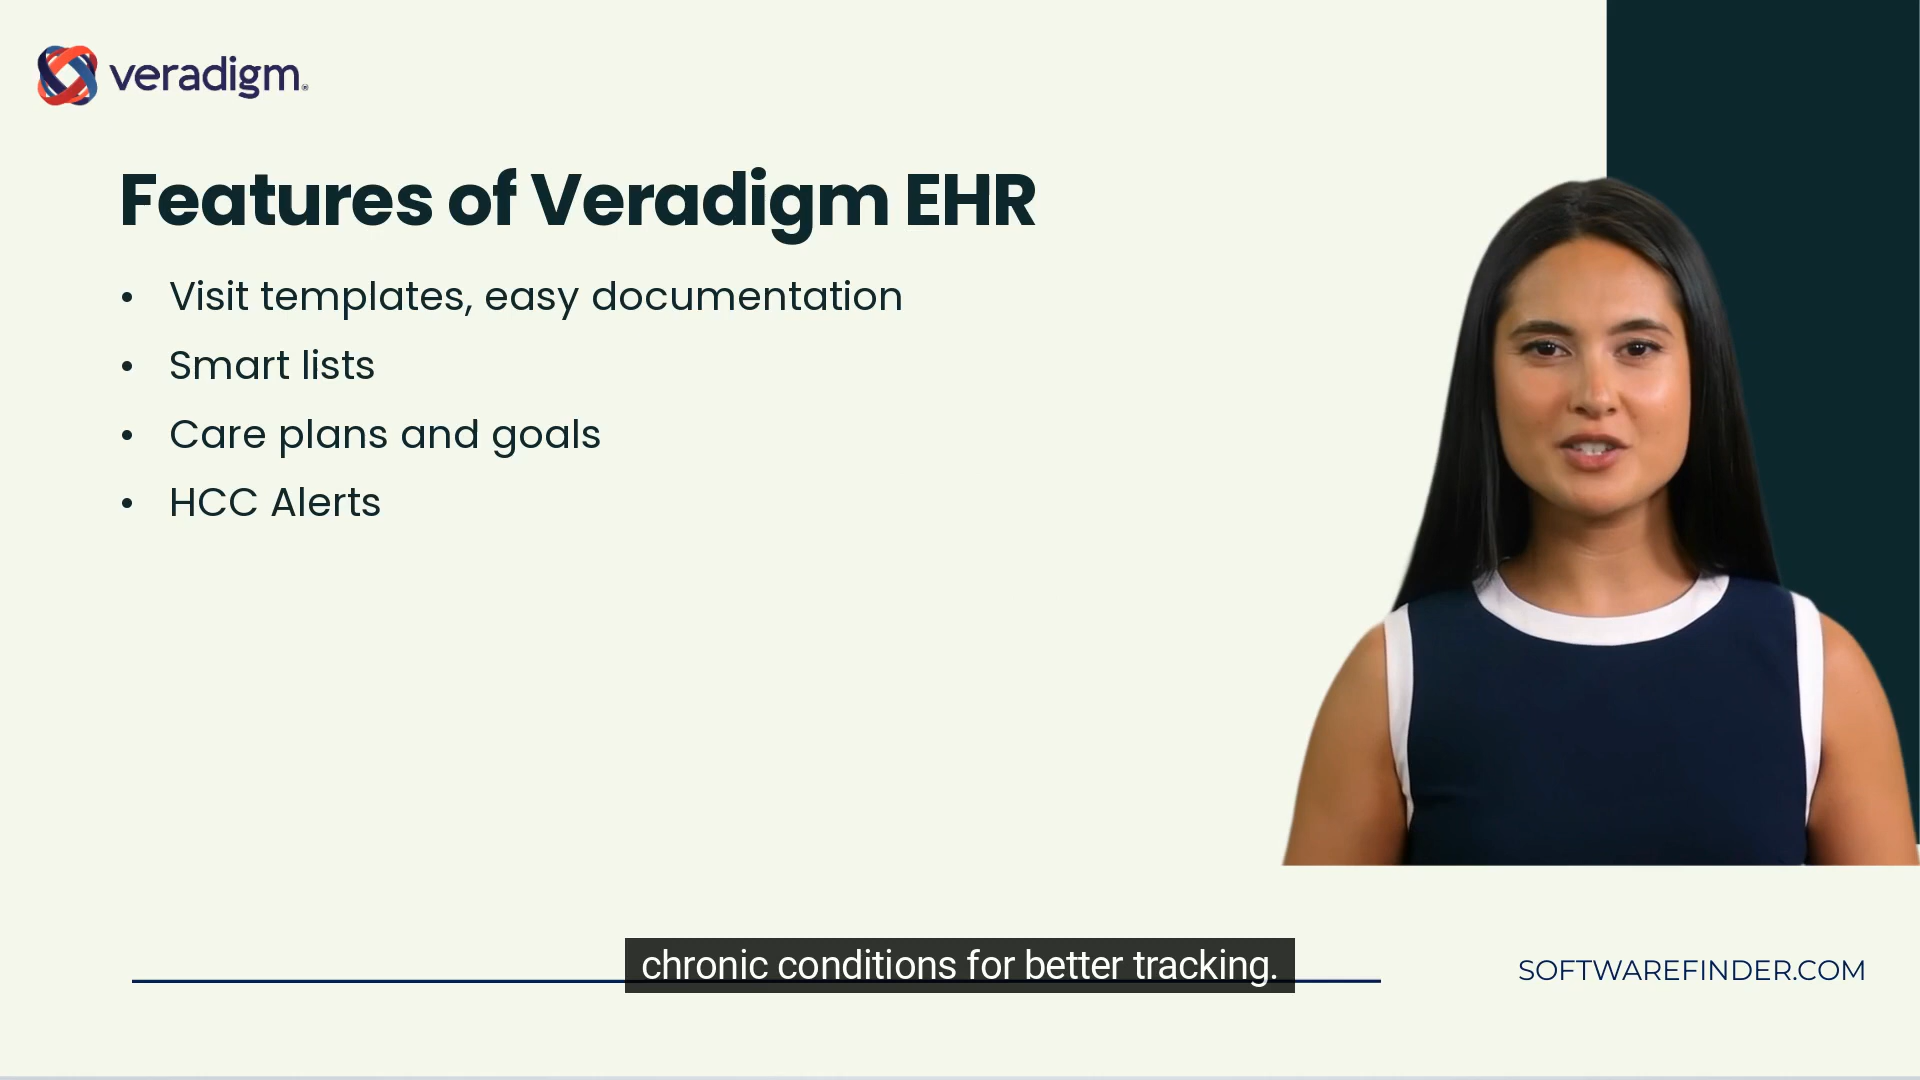 veradigm®
Features of Veradigm EHR
• Visit templates, easy documentation
• Smart lists
• Care plans and goals
• HCC Alerts
chronic conditions for better tracking.
SOFTWAREFINDER.COM